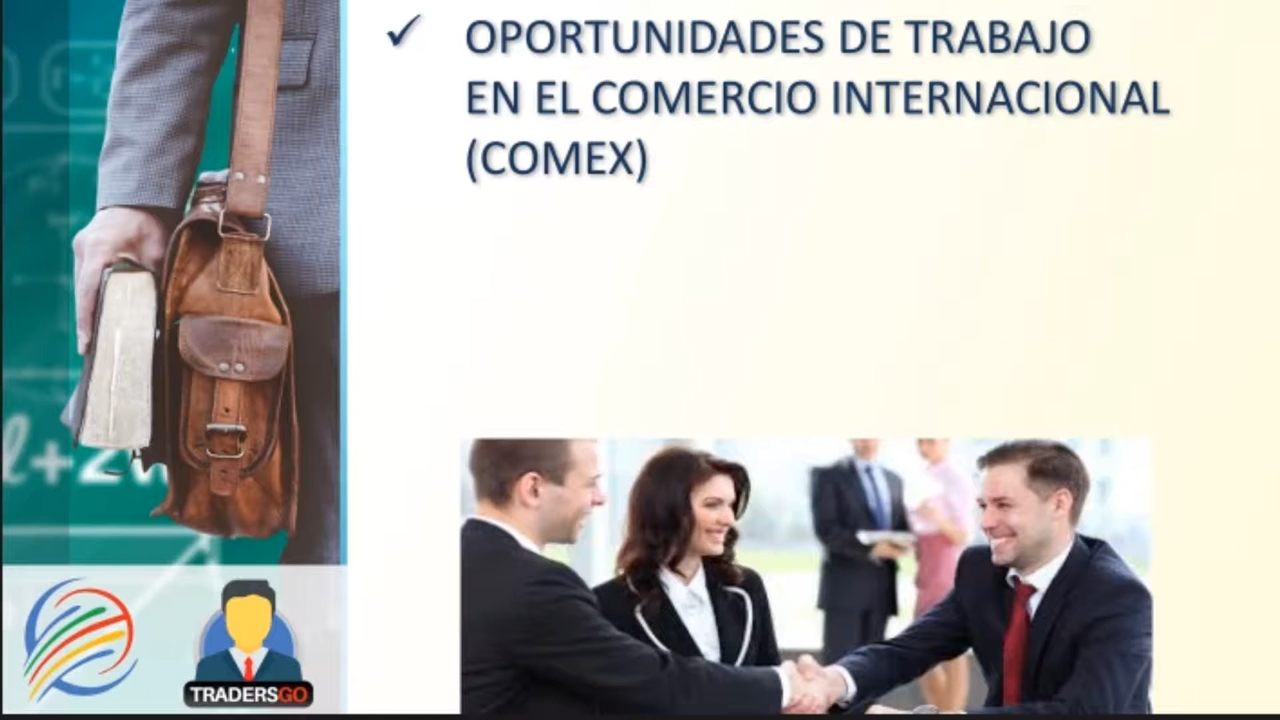 ✓ OPORTUNIDADES DE TRABAJO
EN EL COMERCIO INTERNACIONAL
(COMEX)
TRADERSGO